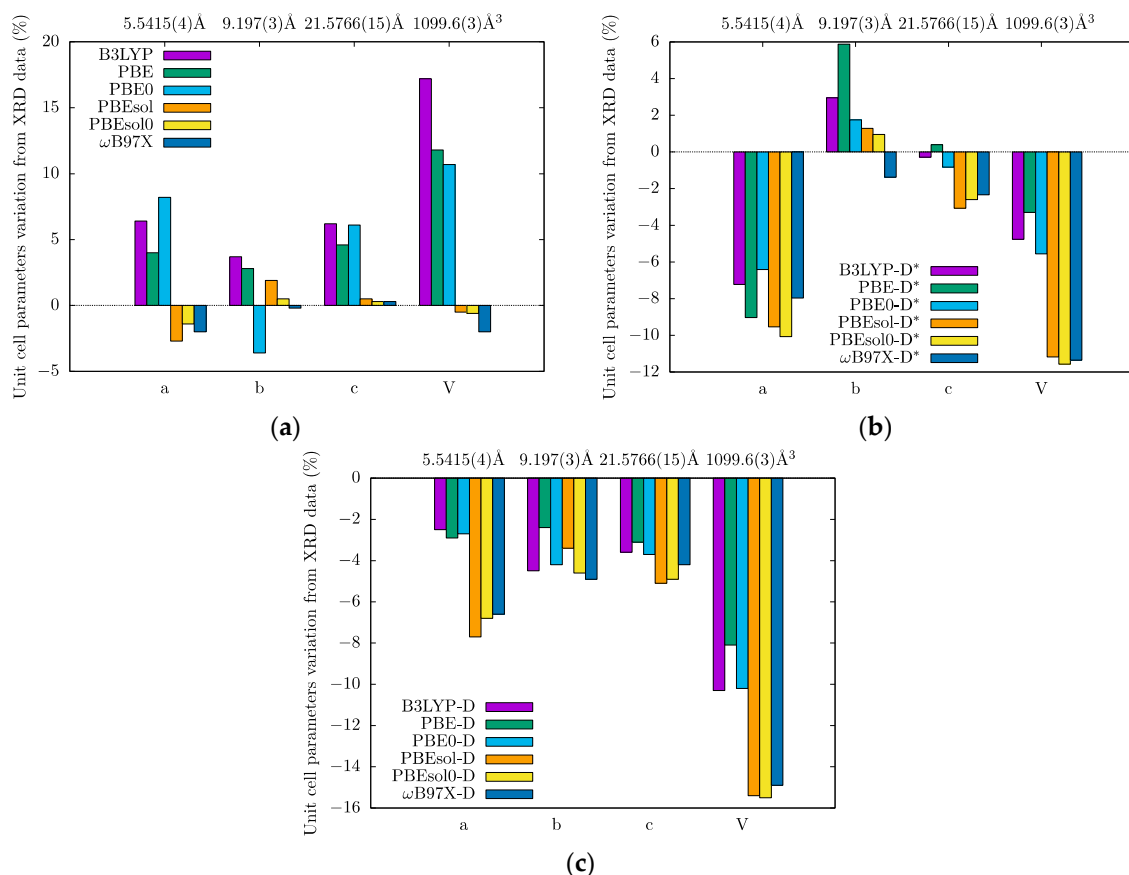 5.5415(4)Å 9.197(3)Å 21.5766(15)Å 1099.6(3)Å³
Unit cell parameters variation from XRD data (%)
20
15
10
5
0
−5
B3LYP
PBE
PBE0
PBEsol
PBEsol0
ωB97X
a b c V
(a)
5.5415(4)Å 9.197(3)Å 21.5766(15)Å 1099.6(3)Å³
Unit cell parameters variation from XRD data (%)
6
4
2
0
−2
−4
−6
−8
−10
−12
B3LYP-D*
PBE-D*
PBE0-D*
PBEsol-D*
PBEsol0-D*
ωB97X-D*
a b c V
(b)
5.5415(4)Å 9.197(3)Å 21.5766(15)Å 1099.6(3)Å³
Unit cell parameters variation from XRD data (%)
0
−2
−4
−6
−8
−10
−12
−14
−16
B3LYP-D
PBE-D
PBE0-D
PBEsol-D
PBEsol0-D
ωB97X-D
a b c V
(c)